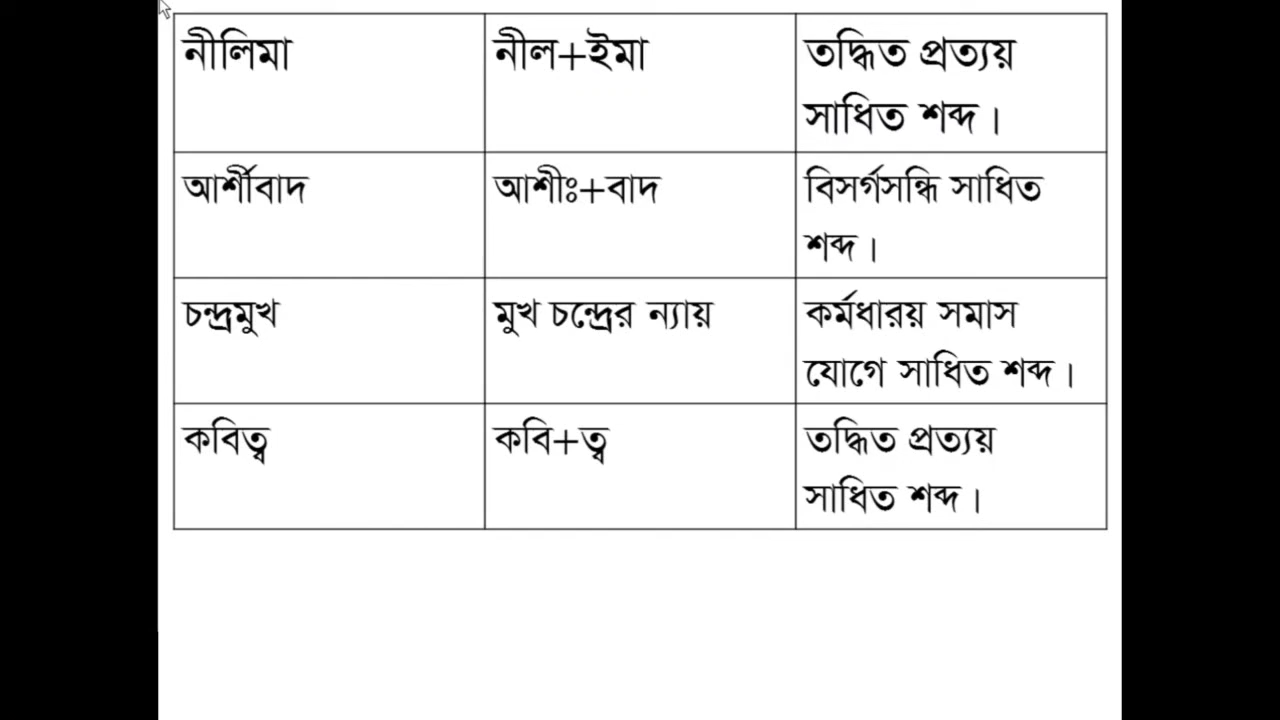 নীলিমা নীল+ইমা তদ্ধিত প্রত্যয়
সাধিত শব্দ।
আর্শীবাদ আশীঃ+বাদ বিসর্গসন্ধি সাধিত
শব্দ।
চন্দ্রমুখ মুখ চন্দ্রের ন্যায় কর্মধারয় সমাস
যোগে সাধিত শব্দ।
কবিত্ব কবি+ত্ব তদ্ধিত প্রত্যয়
সাধিত শব্দ।